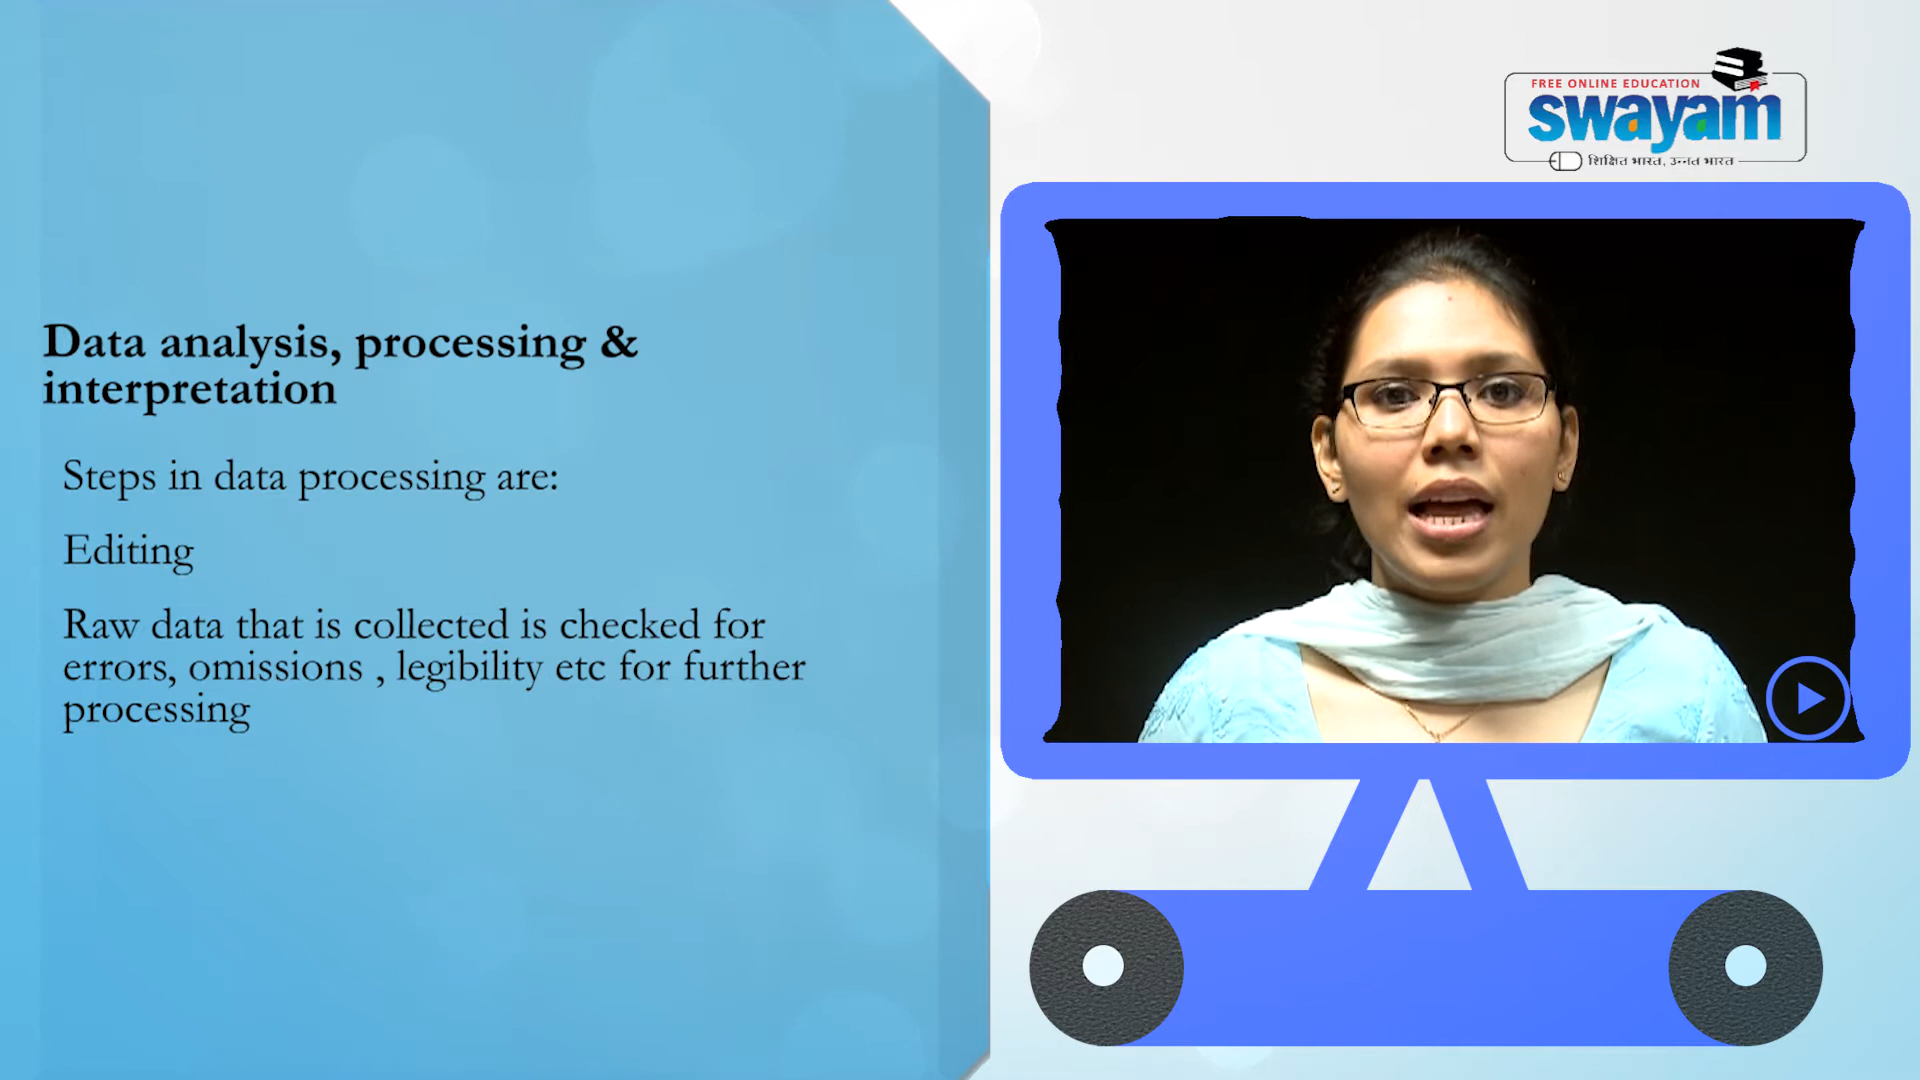 Data analysis, processing &
interpretation
Steps in data processing are:
Editing
Raw data that is collected is checked for
errors, omissions , legibility etc for further
processing
FREE ONLINE EDUCATION
swayam
शिक्षित भारत, उन्नत भारत